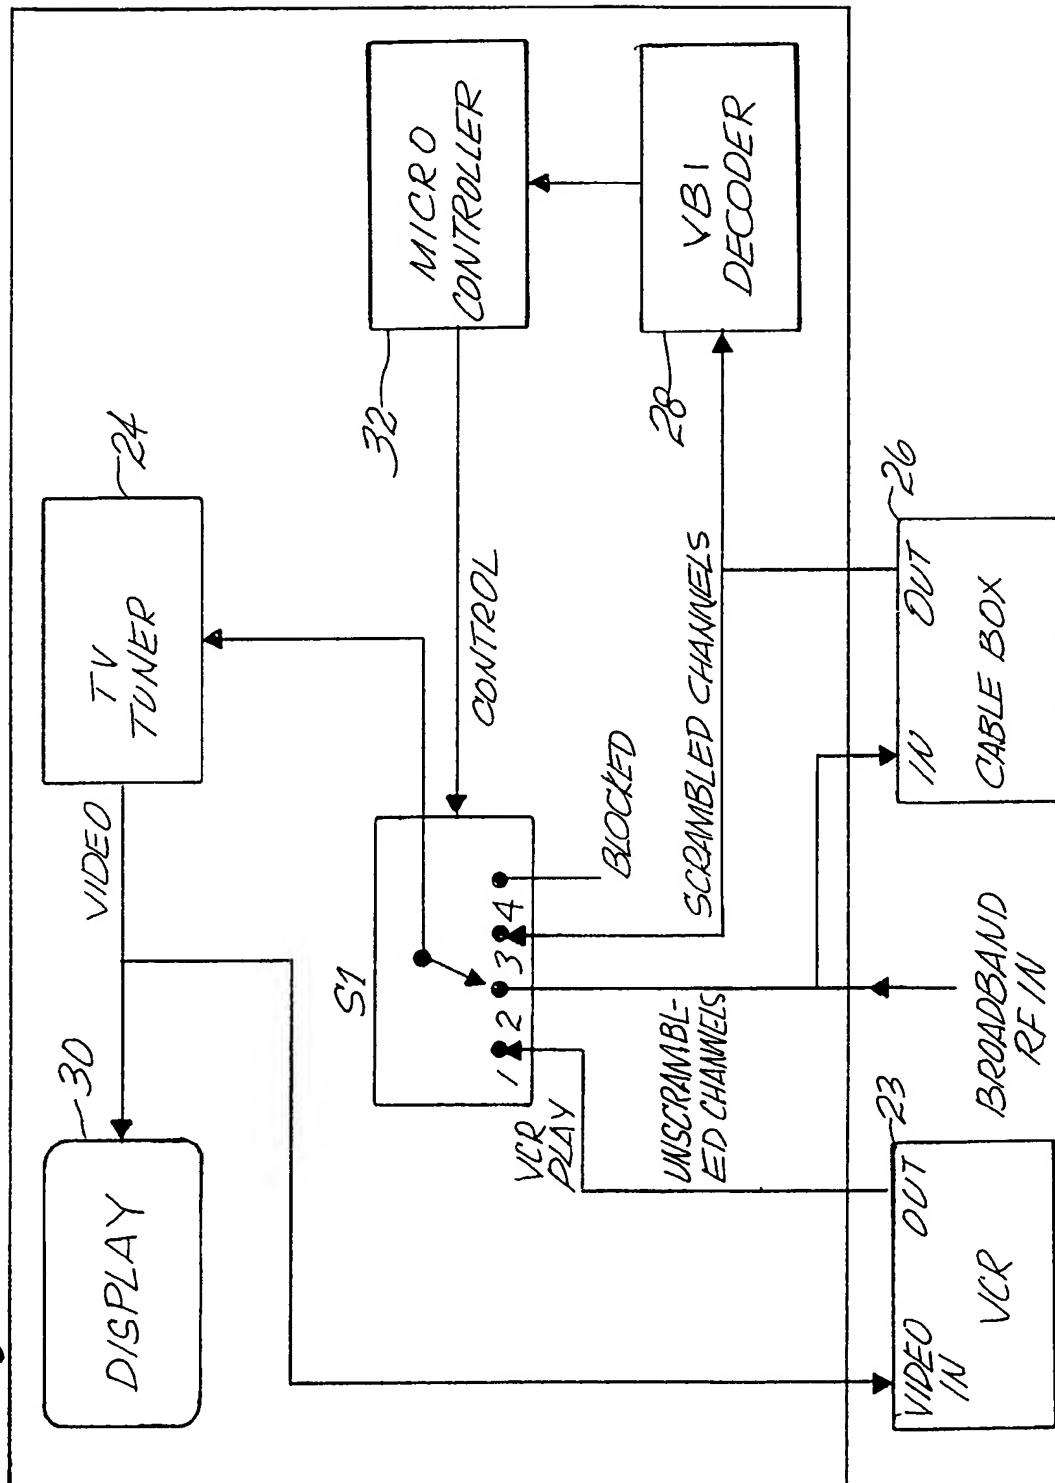 DISPLAY
30
VIDEO
TV
TUNER
24
S1
1 2 3 4
CONTROL
32
MICRO
CONTROLLER
VCR
PLAY
UNSCRAMBL-
ED CHANNELS
BLOCKED
SCRAMBLED CHANNELS
28
VBI
DECODER
23
VIDEO
IN
OUT
VCR
BROADBAND
RF IN
26
IN
OUT
CABLE BOX